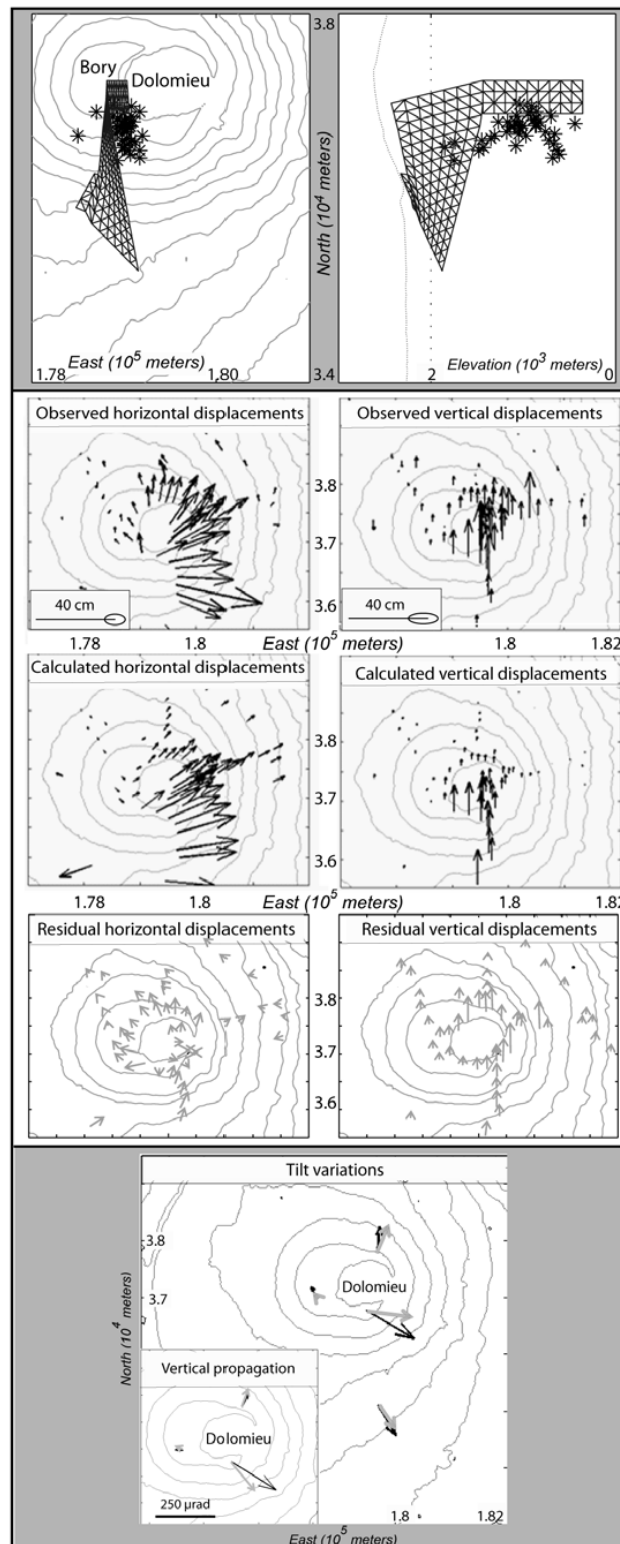 3.8
Bory
Dolomieu
North (10⁴ meters)
East (10⁵ meters)
1.78
1.80
3.4
Elevation (10³ meters)
2
0
Observed horizontal displacements
Observed vertical displacements
3.8
3.7
3.6
40 cm
40 cm
1.78
1.8
East (10⁵ meters)
1.8
1.82
Calculated horizontal displacements
Calculated vertical displacements
3.8
3.7
3.6
1.78
1.8
East (10⁵ meters)
1.8
1.82
Residual horizontal displacements
Residual vertical displacements
3.8
3.7
3.6
Tilt variations
3.8
Dolomieu
3.7
North (10⁴ meters)
Vertical propagation
Dolomieu
250 µrad
1.8
1.82
East (10⁵ meters)